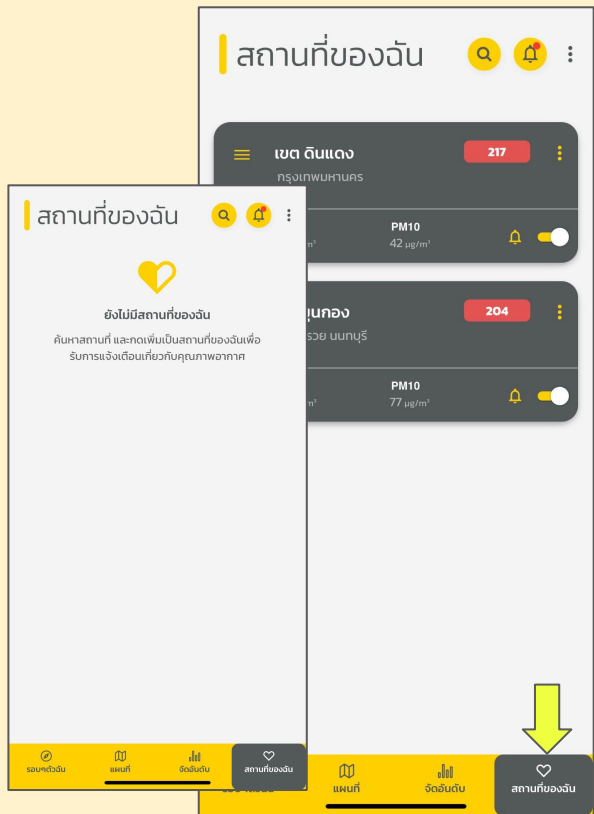 สถานที่ของฉัน
เขต ดินแดง
217
กรุงเทพมหานคร
PM10
42 µg/m³
ขุนกอง
204
รวย นนทบุรี
PM10
77 µg/m³
แผนที่
จัดอันดับ
สถานที่ของฉัน
สถานที่ของฉัน
ยังไม่มีสถานที่ของฉัน
ค้นหาสถานที่ และกดเพิ่มเป็นสถานที่ของฉันเพื่อ
รับการแจ้งเตือนเกี่ยวกับคุณภาพอากาศ
รอบๆตัวฉัน
แผนที่
จัดอันดับ
สถานที่ของฉัน